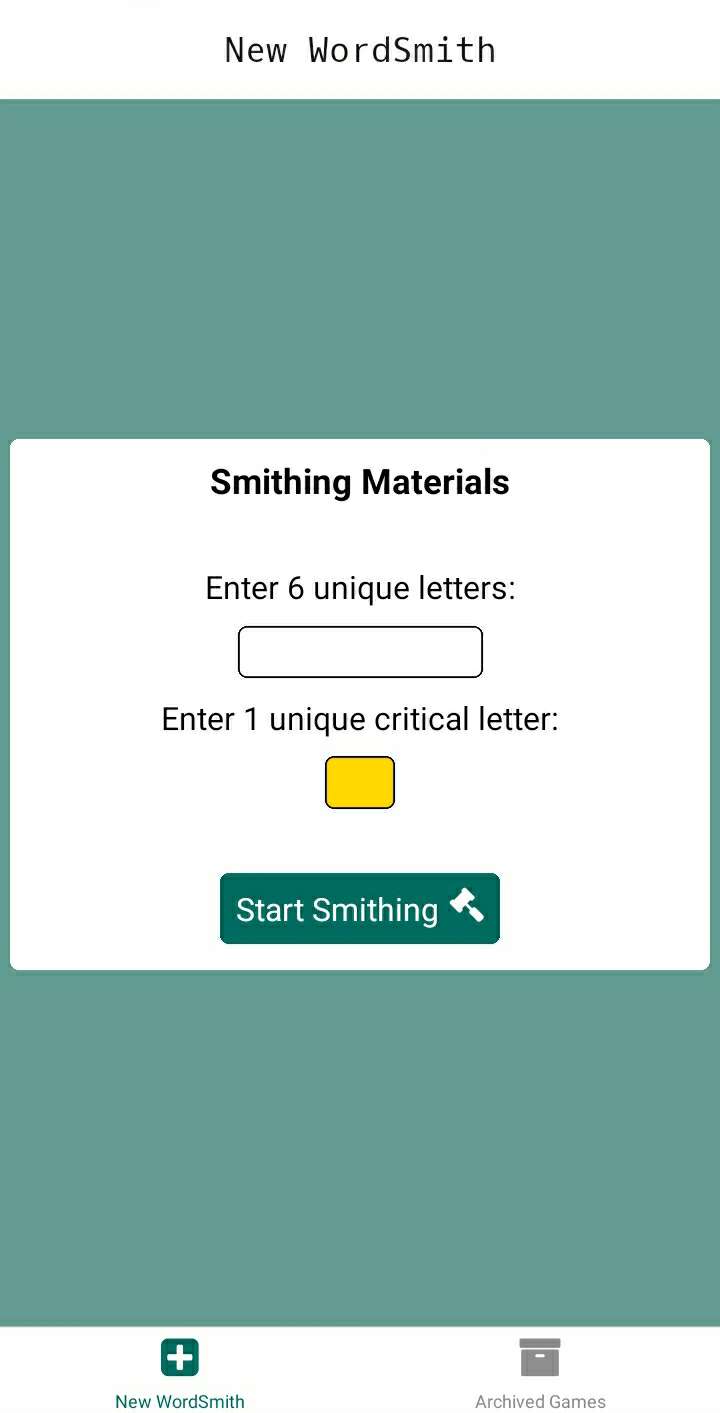 New WordSmith
Smithing Materials
Enter 6 unique letters:
Enter 1 unique critical letter:
Start Smithing
New WordSmith
Archived Games